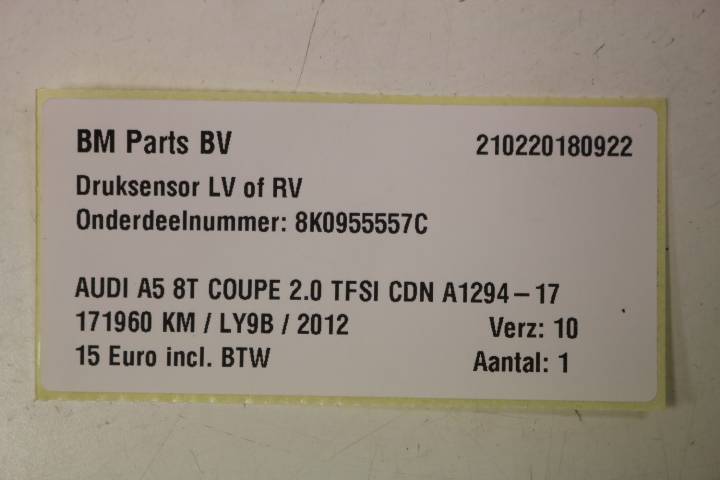 BM Parts BV 210220180922
Druksensor LV of RV
Onderdeelnummer: 8K0955557C
AUDI A5 8T COUPE 2.0 TFSI CDN A1294-17
171960 KM / LY9B / 2012 Verz: 10
15 Euro incl. BTW Aantal: 1